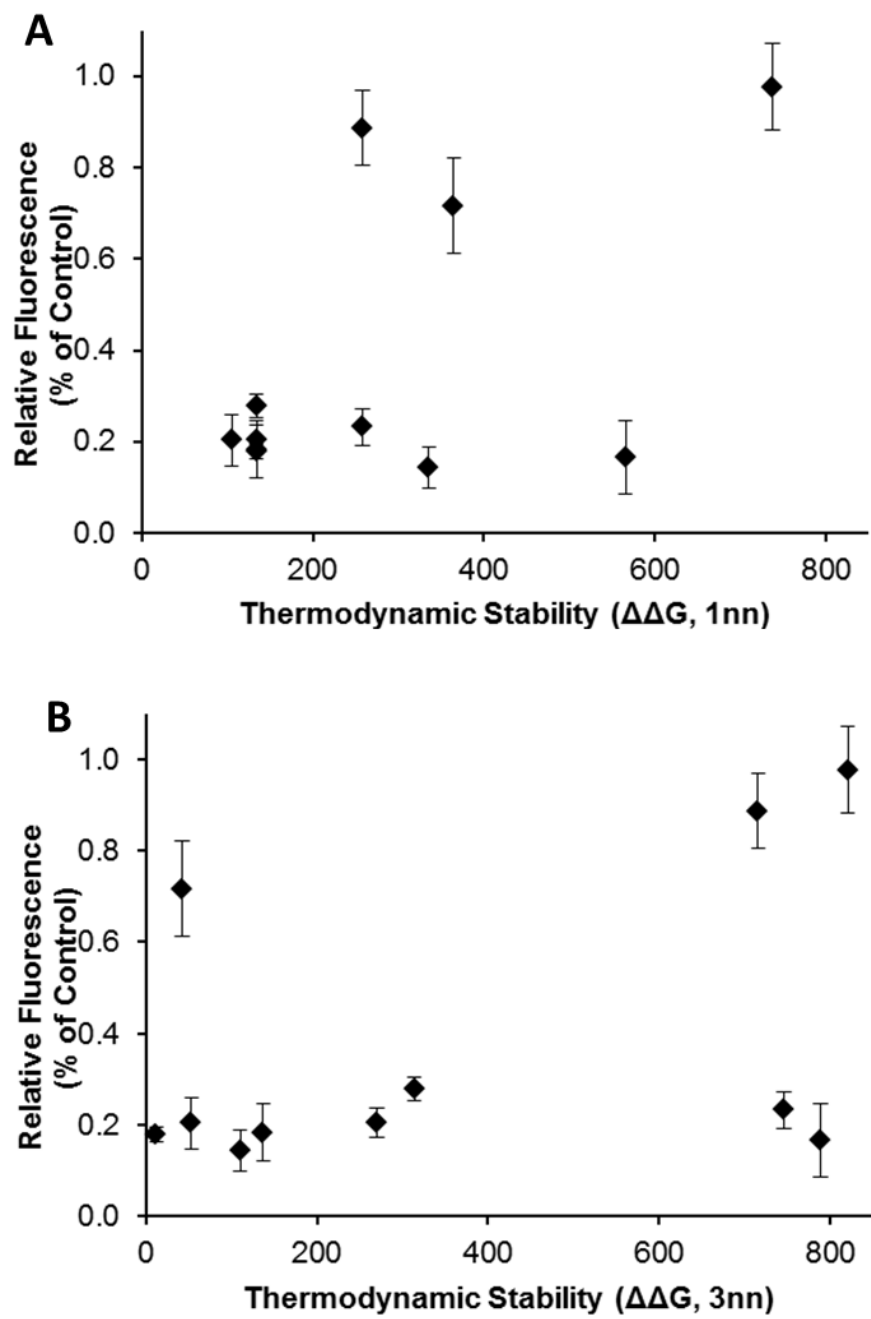 A
1.0
0.8
0.6
0.4
0.2
0.0
0 200 400 600 800
Relative Fluorescence
(% of Control)
Thermodynamic Stability (ΔΔG, 1nn)
B
1.0
0.8
0.6
0.4
0.2
0.0
0 200 400 600 800
Relative Fluorescence
(% of Control)
Thermodynamic Stability (ΔΔG, 3nn)